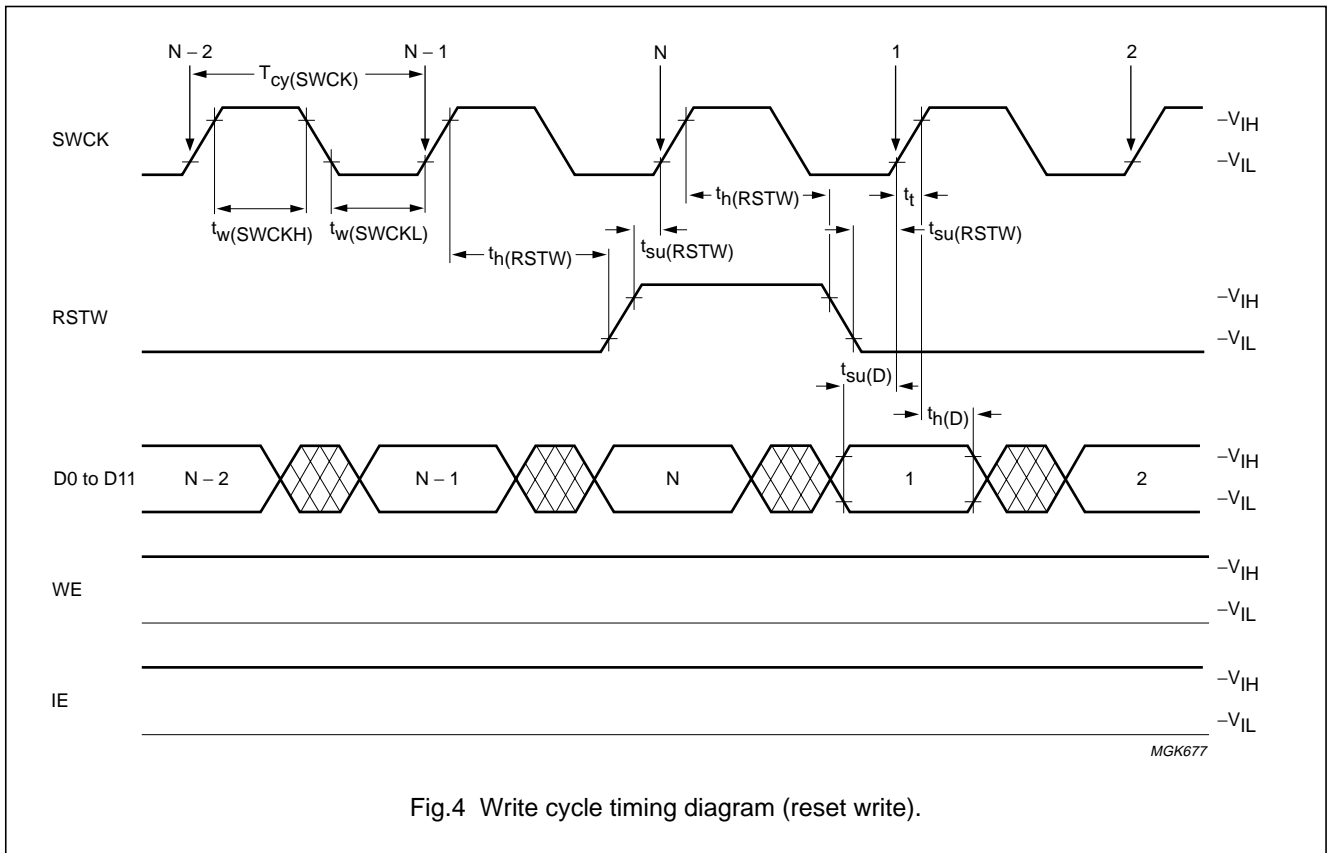 N − 2 N − 1 N 1 2
Tcy(SWCK)
SWCK
−VIH
−VIL
tw(SWCKH) tw(SWCKL)
th(RSTW)
tt
tsu(RSTW)
th(RSTW)
tsu(RSTW)
RSTW
−VIH
−VIL
tsu(D)
th(D)
D0 to D11 N − 2 N − 1 N 1 2
−VIH
−VIL
WE
−VIH
−VIL
IE
−VIH
−VIL
MGK677
Fig.4 Write cycle timing diagram (reset write).